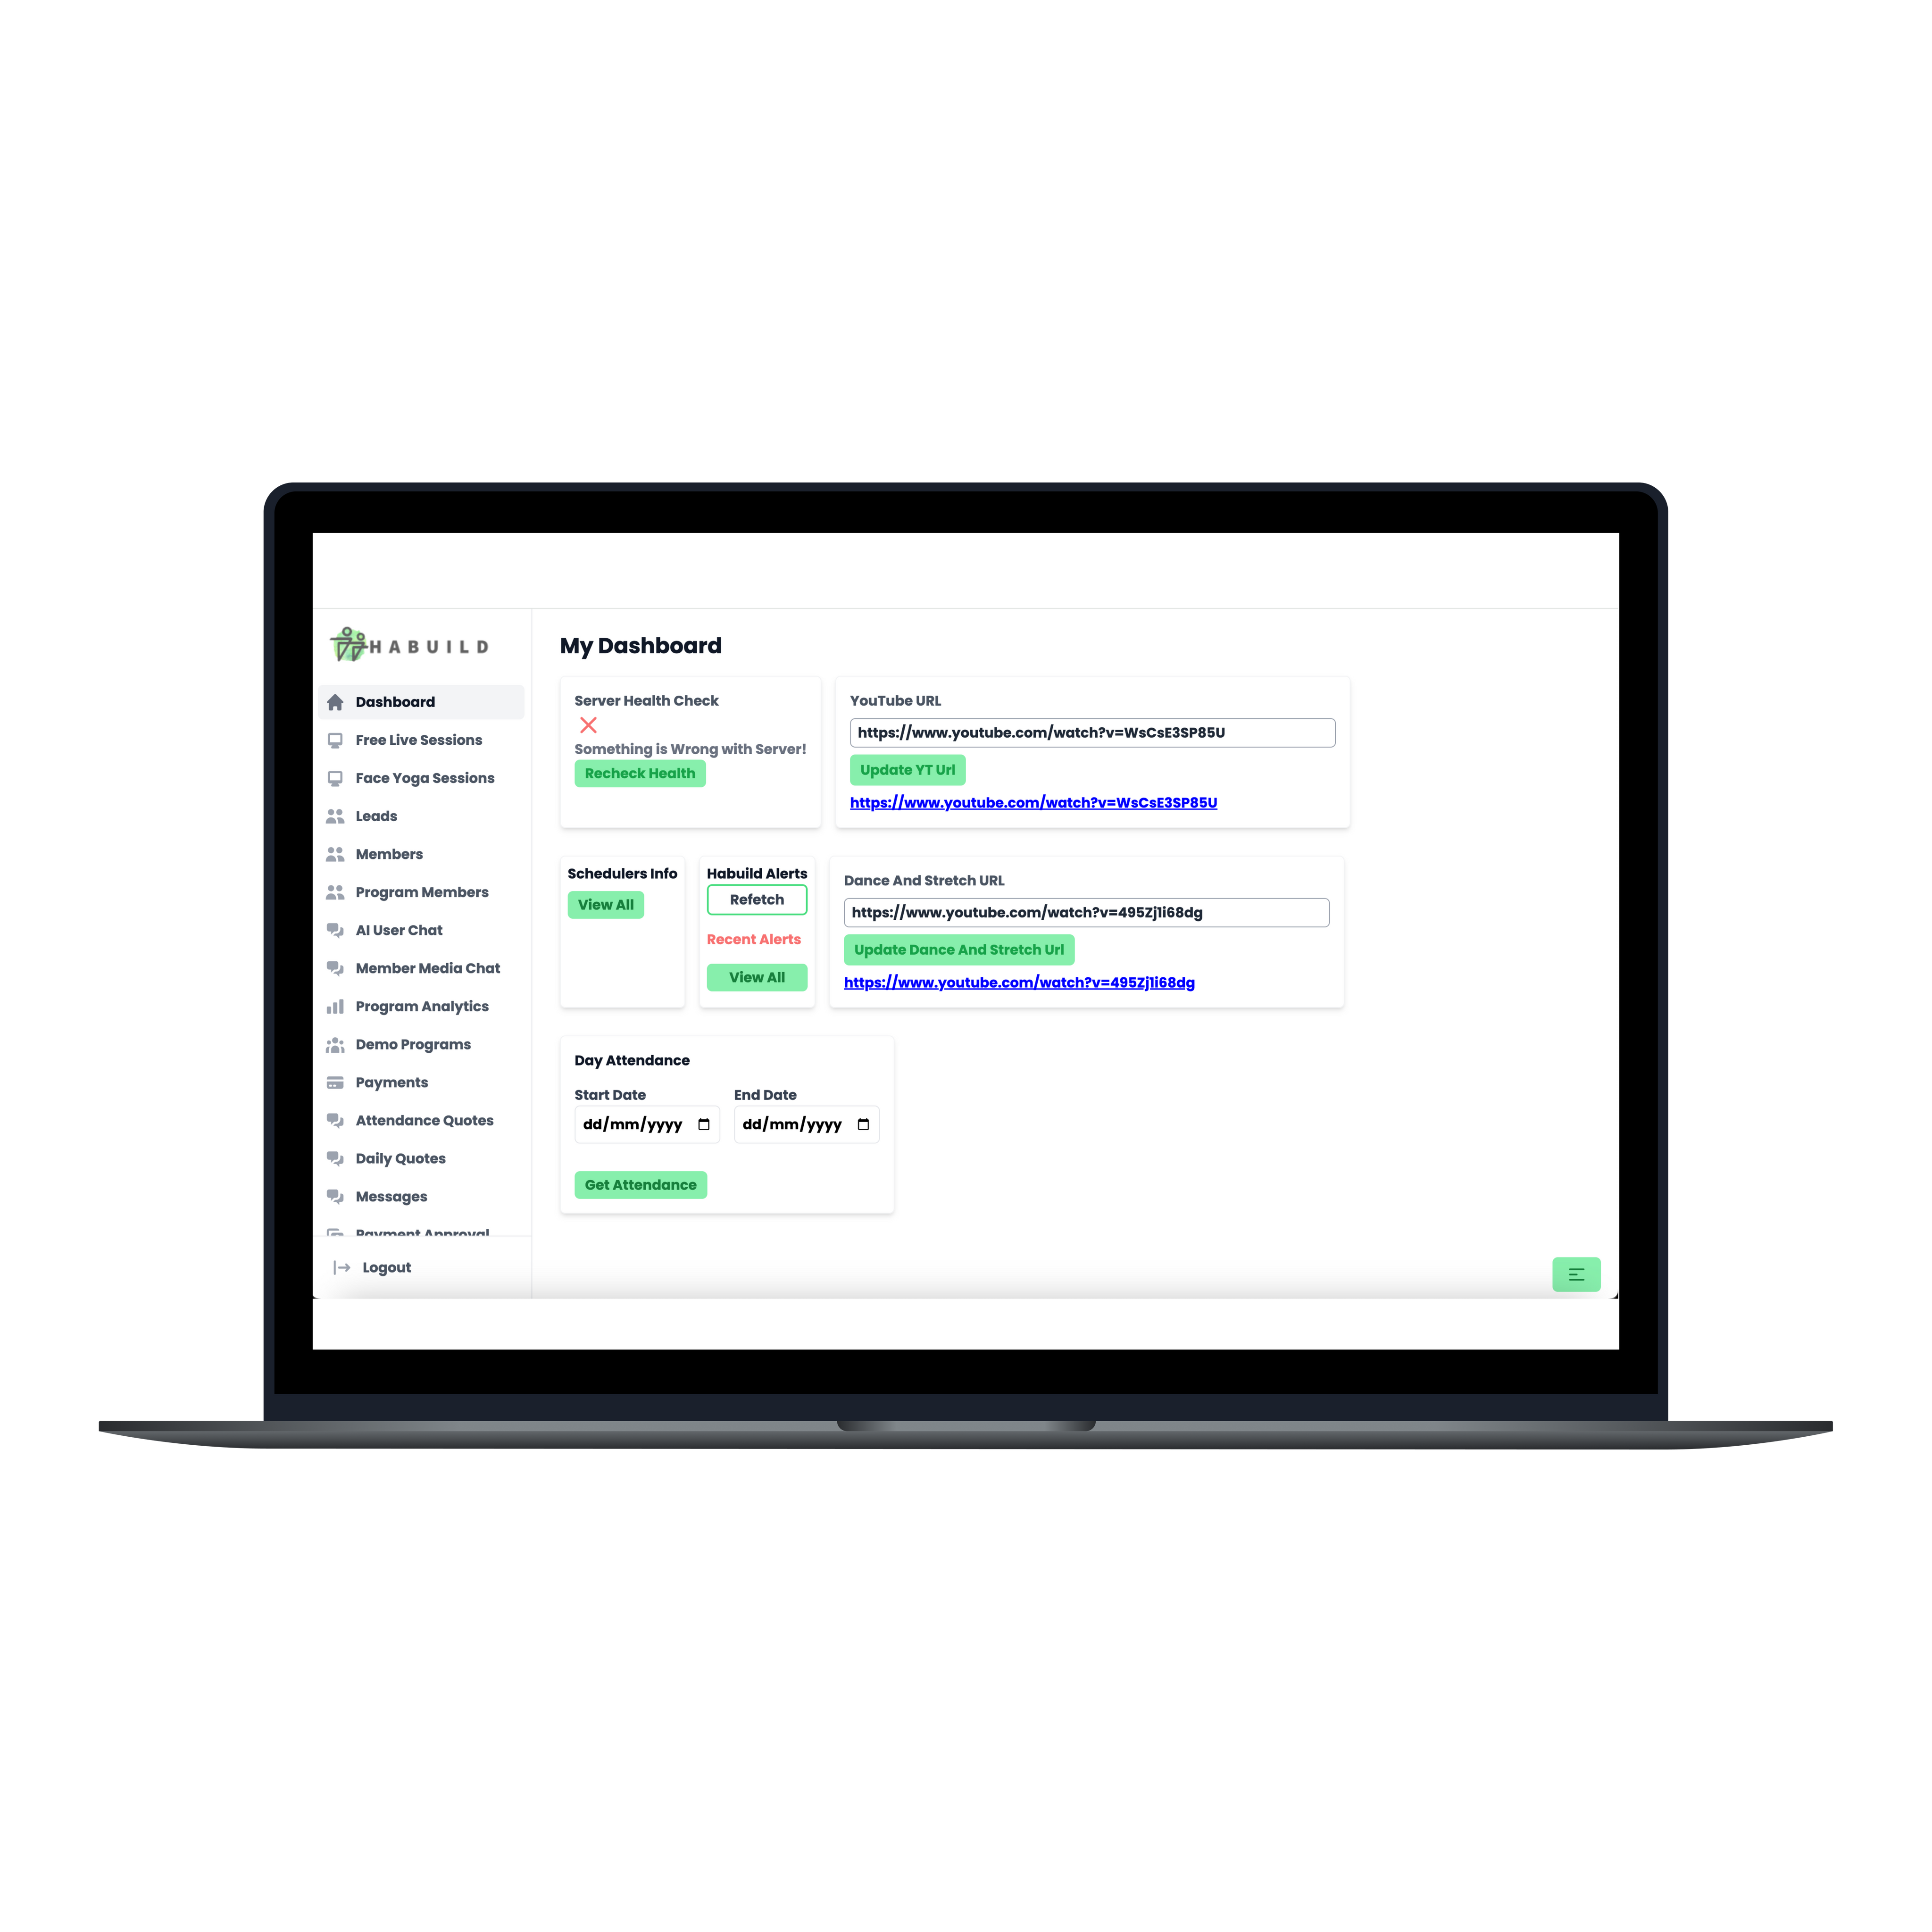 HABUILD
Dashboard
Free Live Sessions
Face Yoga Sessions
Leads
Members
Program Members
AI User Chat
Member Media Chat
Program Analytics
Demo Programs
Payments
Attendance Quotes
Daily Quotes
Messages
Payment Approval
Logout
My Dashboard
Server Health Check
Something is Wrong with Server!
Recheck Health
YouTube URL
https://www.youtube.com/watch?v=WsCsE3SP85U
Update YT Url
https://www.youtube.com/watch?v=WsCsE3SP85U
Schedulers Info
View All
Habuild Alerts
Refetch
Recent Alerts
View All
Dance And Stretch URL
https://www.youtube.com/watch?v=495Zj1i68dg
Update Dance And Stretch Url
https://www.youtube.com/watch?v=495Zj1i68dg
Day Attendance
Start Date
End Date
dd/mm/yyyy
dd/mm/yyyy
Get Attendance